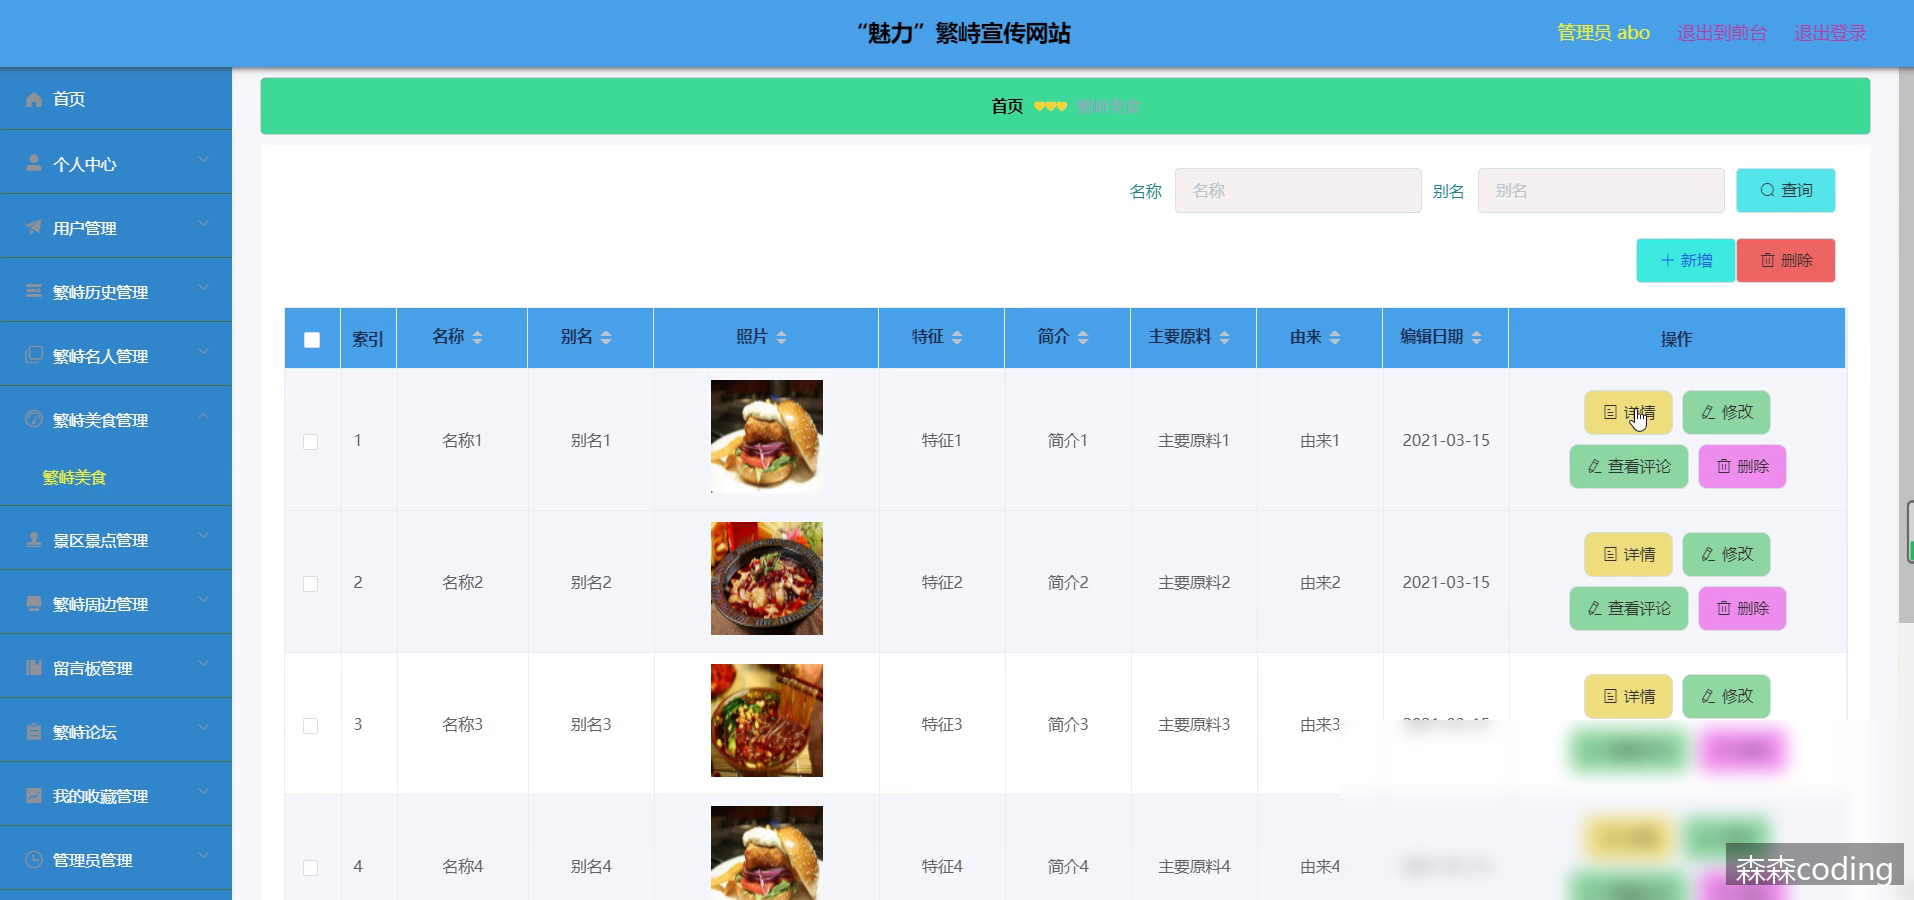 “魅力”繁峙宣传网站
管理员 abo 退出到前台 退出登录
首页
个人中心
用户管理
繁峙历史管理
繁峙名人管理
繁峙美食管理
繁峙美食
景区景点管理
繁峙周边管理
留言板管理
繁峙论坛
我的收藏管理
管理员管理
首页 繁峙美食
名称 名称 别名 别名 查询
新增 删除
索引 名称 别名 照片 特征 简介 主要原料 由来 编辑日期 操作
1 名称1 别名1 特征1 简介1 主要原料1 由来1 2021-03-15 详情 修改
查看评论 删除
2 名称2 别名2 特征2 简介2 主要原料2 由来2 2021-03-15 详情 修改
查看评论 删除
3 名称3 别名3 特征3 简介3 主要原料3 由来3 详情 修改
4 名称4 别名4 特征4 简介4 主要原料4 由来4
森森coding